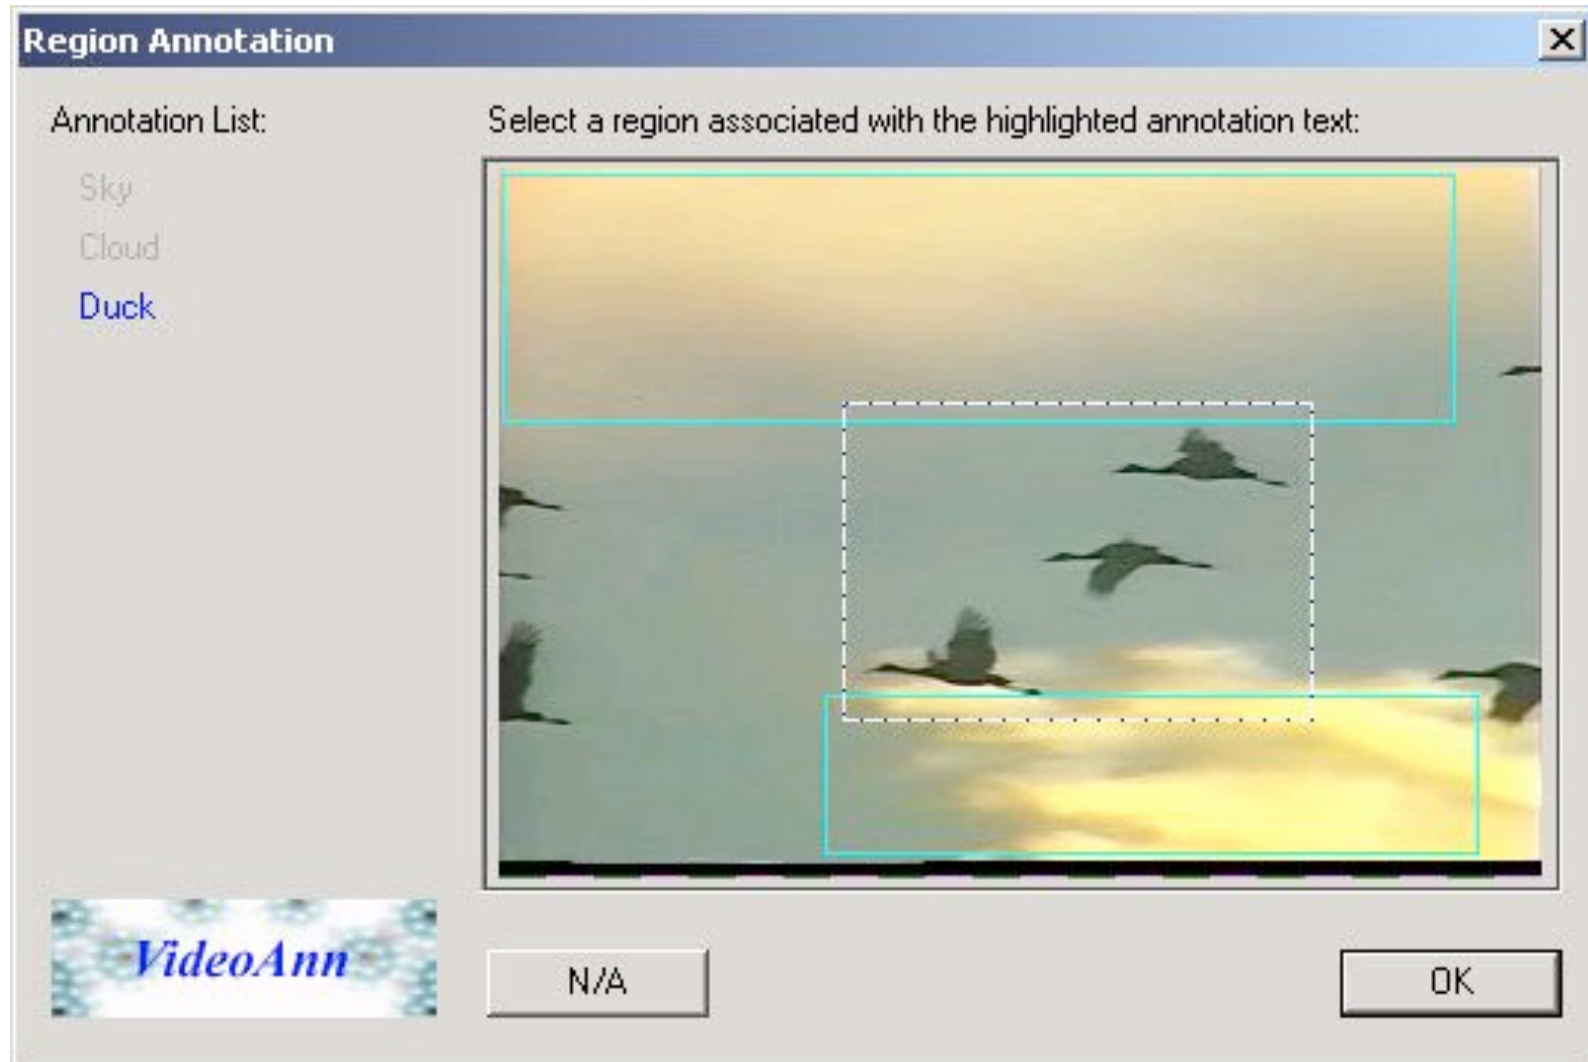 Region Annotation
Annotation List:
Select a region associated with the highlighted annotation text:
Sky
Cloud
Duck
VideoAnn
N/A
OK